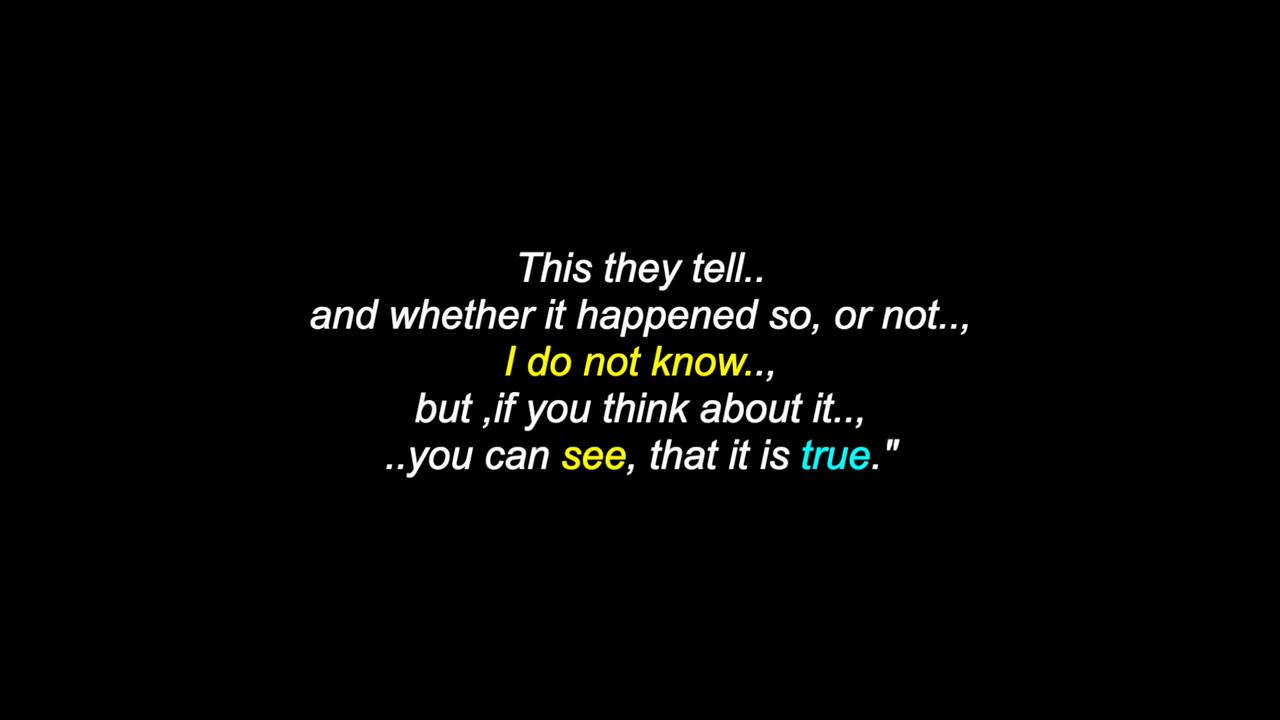 This they tell..
and whether it happened so, or not..,
I do not know..,
but ,if you think about it..,
..you can see, that it is true."